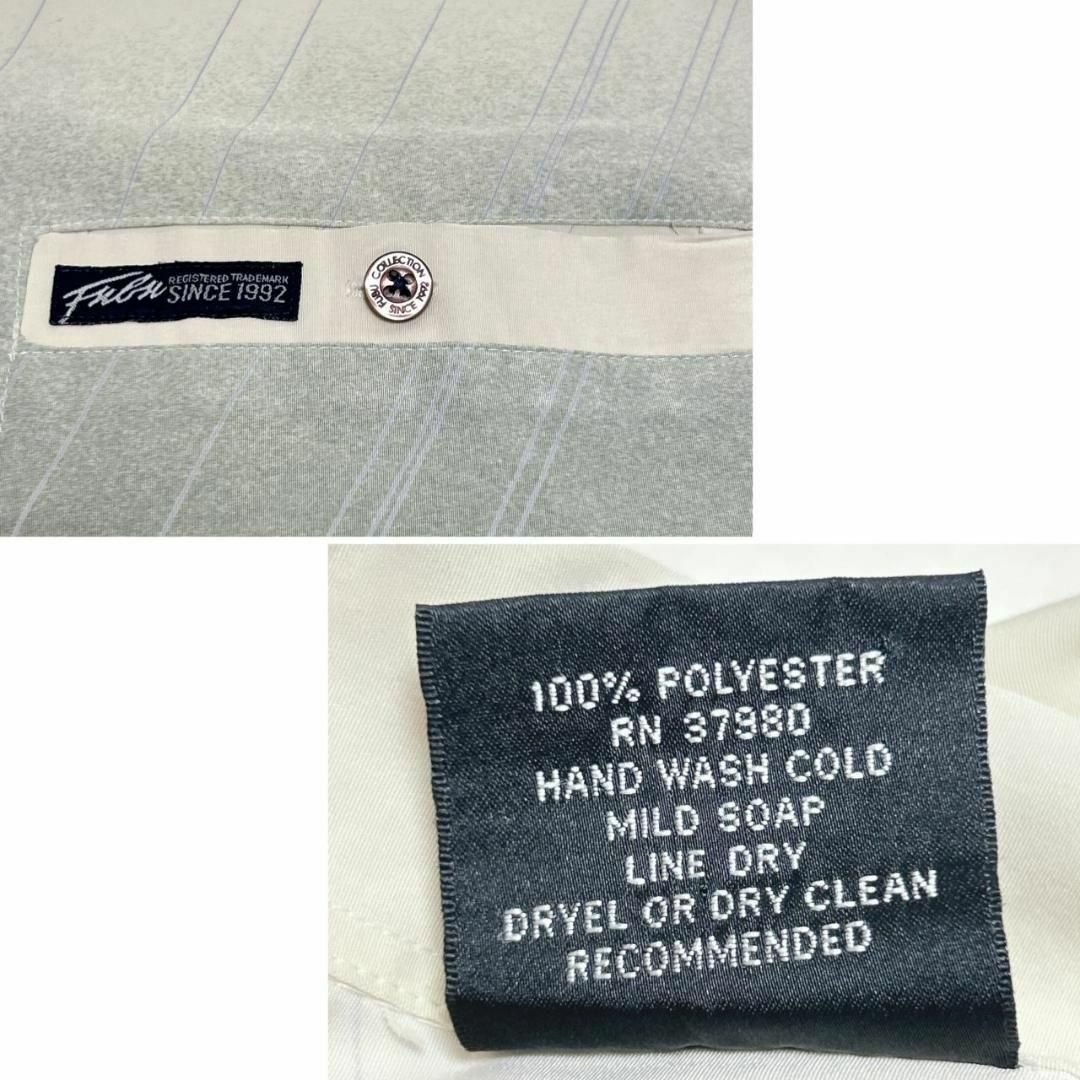 Fubu
REGISTERED TRADEMARK
SINCE 1992
COLLECTION
FUBU SINCE 1992
100% POLYESTER
RN 37980
HAND WASH COLD
MILD SOAP
LINE DRY
DRYEL OR DRY CLEAN
RECOMMENDED